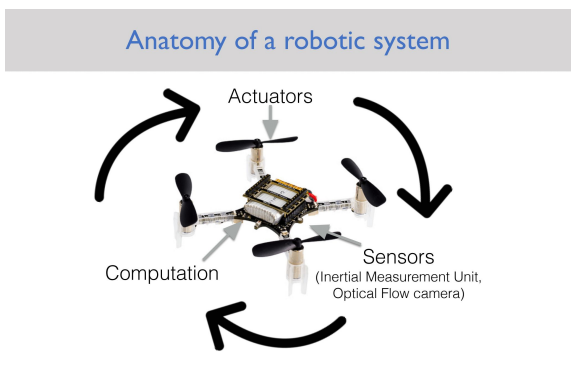 Anatomy of a robotic system
Actuators
Computation
Sensors
(Inertial Measurement Unit,
Optical Flow camera)